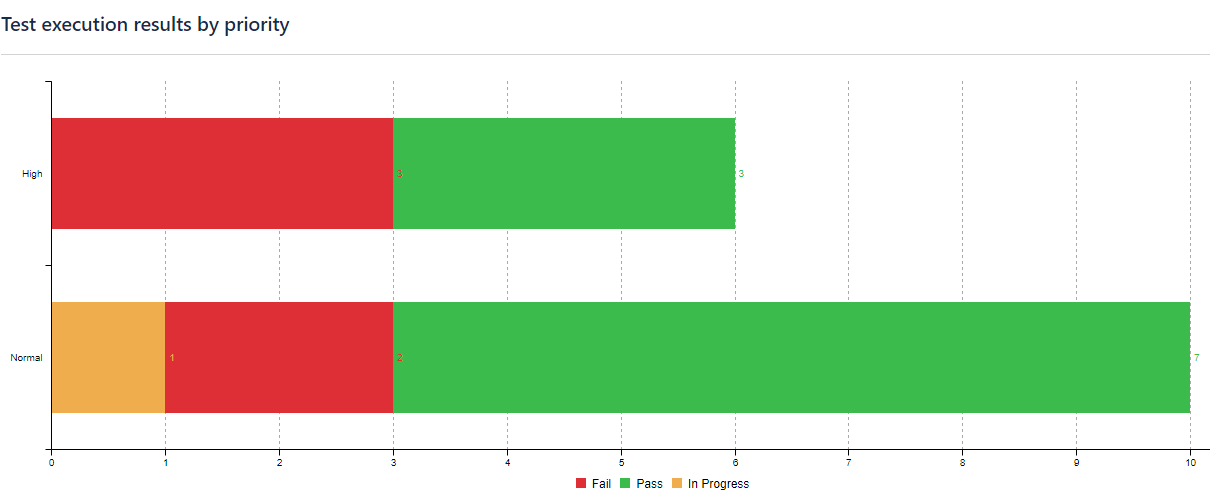 Test execution results by priority
High
3
3
Normal
1
2
7
0 1 2 3 4 5 6 7 8 9 10
Fail Pass In Progress